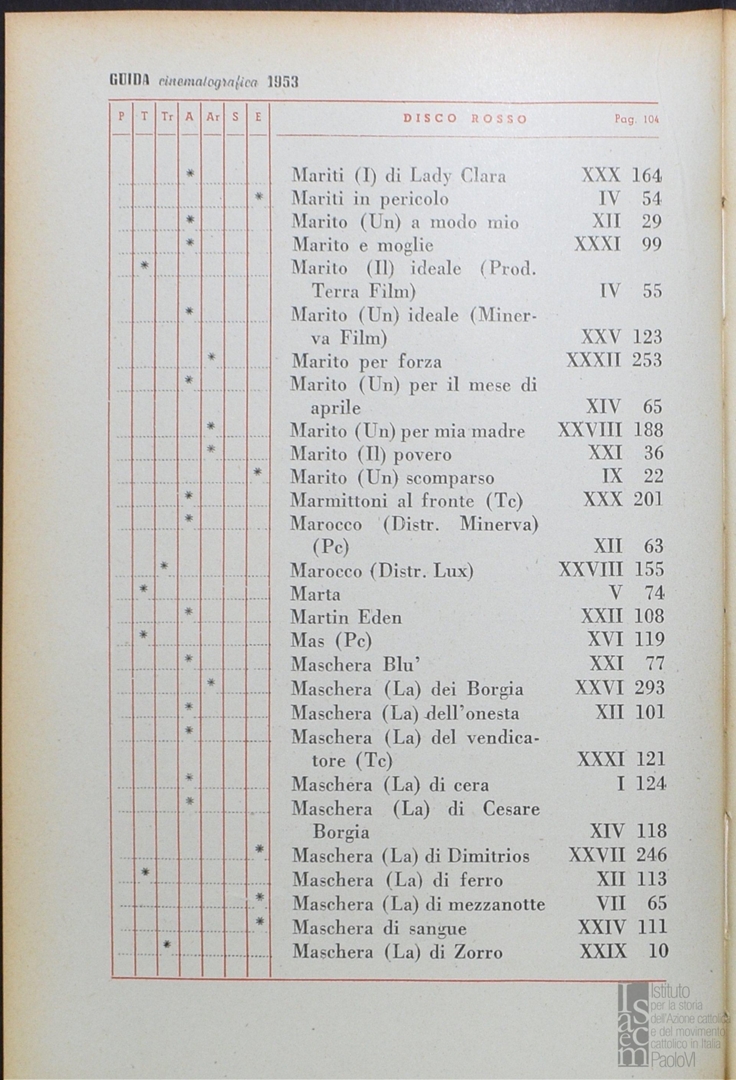 GUIDA cinematografica 1953
P T Tr A Ar S E DISCO ROSSO Pag. 104
* Mariti (I) di Lady Clara XXX 164
* Mariti in pericolo IV 54
* Marito (Un) a modo mio XII 29
* Marito e moglie XXXI 99
* Marito (Il) ideale (Prod.
Terra Film) IV 55
* Marito (Un) ideale (Miner-
va Film) XXV 123
* Marito per forza XXXII 253
* Marito (Un) per il mese di
aprile XIV 65
* Marito (Un) per mia madre XXVIII 188
* Marito (Il) povero XXI 36
* Marito (Un) scomparso IX 22
* Marmittoni al fronte (Tc) XXX 201
* Marocco (Distr. Minerva)
(Pc) XII 63
* Marocco (Distr. Lux) XXVIII 155
* Marta V 74
* Martin Eden XXII 108
* Mas (Pc) XVI 119
* Maschera Blu' XXI 77
* Maschera (La) dei Borgia XXVI 293
* Maschera (La) dell'onesta XII 101
* Maschera (La) del vendica-
tore (Tc) XXXI 121
* Maschera (La) di cera I 124
* Maschera (La) di Cesare
Borgia XIV 118
* Maschera (La) di Dimitrios XXVII 246
* Maschera (La) di ferro XII 113
* Maschera (La) di mezzanotte VII 65
* Maschera di sangue XXIV 111
* Maschera (La) di Zorro XXIX 10
Isacem
Istituto
per la storia
dell'Azione cattolica
e del movimento
cattolico in Italia
PaoloVI